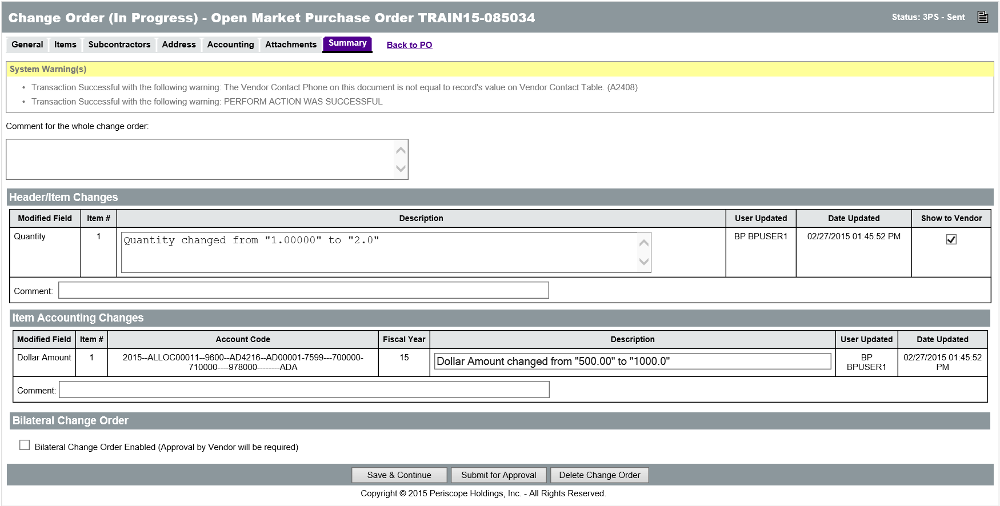 Change Order (In Progress) - Open Market Purchase Order TRAIN15-085034
Status: 3PS - Sent
General Items Subcontractors Address Accounting Attachments Summary Back to PO
System Warning(s)
• Transaction Successful with the following warning: The Vendor Contact Phone on this document is not equal to record's value on Vendor Contact Table. (A2408)
• Transaction Successful with the following warning: PERFORM ACTION WAS SUCCESSFUL
Comment for the whole change order:
Header/Item Changes
Modified Field Item # Description User Updated Date Updated Show to Vendor
Quantity 1 Quantity changed from "1.00000" to "2.0" BP BPUSER1 02/27/2015 01:45:52 PM
Comment:
Item Accounting Changes
Modified Field Item # Account Code Fiscal Year Description User Updated Date Updated
Dollar Amount 1 2015--ALLOC00011--9600--AD4216--AD00001-7599---700000- 15 Dollar Amount changed from "500.00" to "1000.0" BP 02/27/2015 01:45:52
710000----978000--------ADA BPUSER1 PM
Comment:
Bilateral Change Order
Bilateral Change Order Enabled (Approval by Vendor will be required)
Save & Continue Submit for Approval Delete Change Order
Copyright © 2015 Periscope Holdings, Inc. - All Rights Reserved.